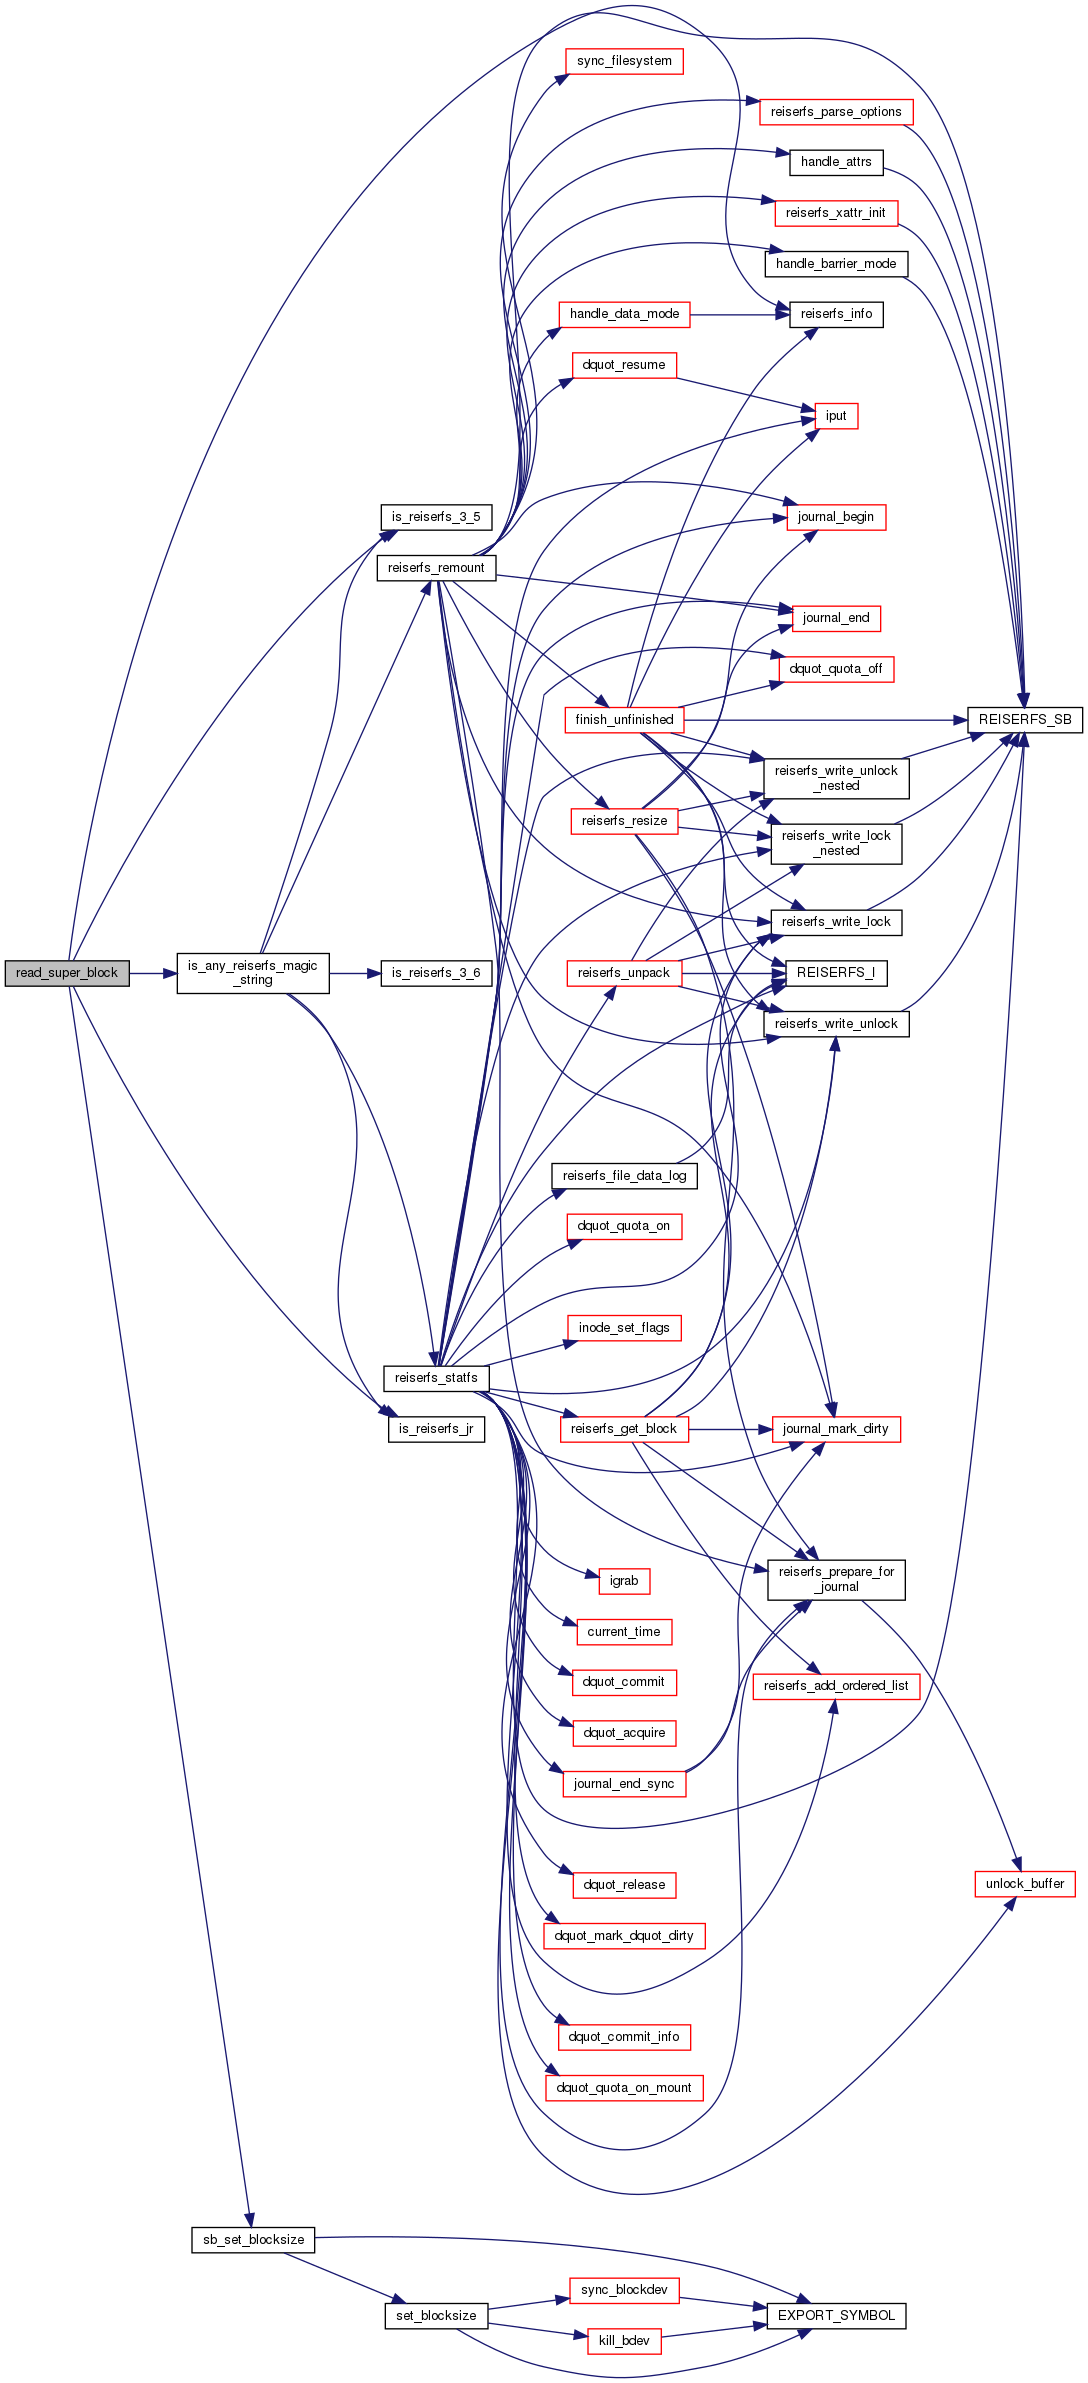 sync_filesystem
reiserfs_parse_options
handle_attrs
reiserfs_xattr_init
handle_barrier_mode
handle_data_mode
reiserfs_info
dquot_resume
iput
is_reiserfs_3_5
journal_begin
reiserfs_remount
journal_end
dquot_quota_off
finish_unfinished
REISERFS_SB
reiserfs_write_unlock
_nested
reiserfs_resize
reiserfs_write_lock
_nested
reiserfs_write_lock
read_super_block
is_any_reiserfs_magic
_string
is_reiserfs_3_6
reiserfs_unpack
REISERFS_I
reiserfs_write_unlock
reiserfs_file_data_log
dquot_quota_on
inode_set_flags
reiserfs_statfs
is_reiserfs_jr
reiserfs_get_block
journal_mark_dirty
igrab
reiserfs_prepare_for
_journal
current_time
dquot_commit
reiserfs_add_ordered_list
dquot_acquire
journal_end_sync
dquot_release
unlock_buffer
dquot_mark_dquot_dirty
dquot_commit_info
dquot_quota_on_mount
sb_set_blocksize
sync_blockdev
set_blocksize
EXPORT_SYMBOL
kill_bdev